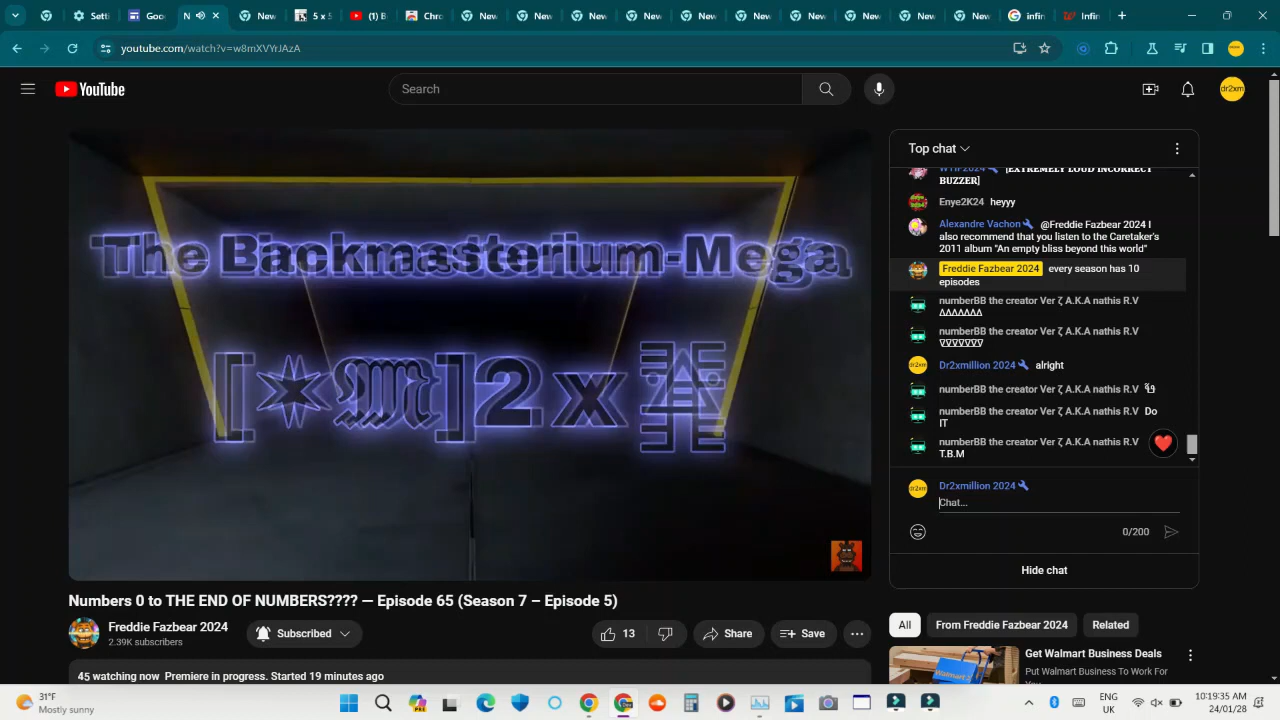 Setti
Goo
N
New
5 x
(1) B
Chro
New
New
New
New
New
New
New
New
New
New
infin
Infin
youtube.com/watch?v=w8mXVYrJAzA
YouTube
Search
dr2xm
The Backmasterium-Mega
2 x
Top chat
WTIF2024 [EXTREMELY LOUD INCORRECT
BUZZER]
Enye2K24 heyyy
Alexandre Vachon @Freddie Fazbear 2024 I
also recommend that you listen to the Caretaker's
2011 album "An empty bliss beyond this world"
Freddie Fazbear 2024 every season has 10
episodes
numberBB the creator Ver ζ A.K.A nathis R.V
numberBB the creator Ver ζ A.K.A nathis R.V
Dr2xmillion 2024 alright
numberBB the creator Ver ζ A.K.A nathis R.V
numberBB the creator Ver ζ A.K.A nathis R.V Do
IT
numberBB the creator Ver ζ A.K.A nathis R.V
T.B.M
Dr2xmillion 2024
Chat...
0/200
Hide chat
Numbers 0 to THE END OF NUMBERS???? — Episode 65 (Season 7 – Episode 5)
Freddie Fazbear 2024
2.39K subscribers
Subscribed
13
Share
Save
45 watching now Premiere in progress. Started 19 minutes ago
All
From Freddie Fazbear 2024
Related
Get Walmart Business Deals
Put Walmart Business To Work For
31°F
Mostly sunny
ENG
UK
10:19:35 AM
24/01/28